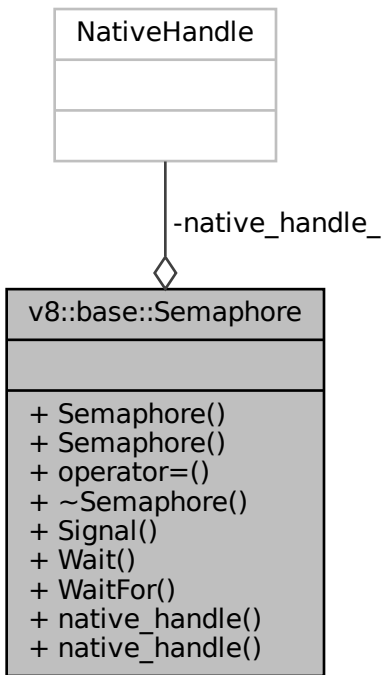 NativeHandle
-native_handle_
v8::base::Semaphore
+ Semaphore()
+ Semaphore()
+ operator=()
+ ~Semaphore()
+ Signal()
+ Wait()
+ WaitFor()
+ native_handle()
+ native_handle()